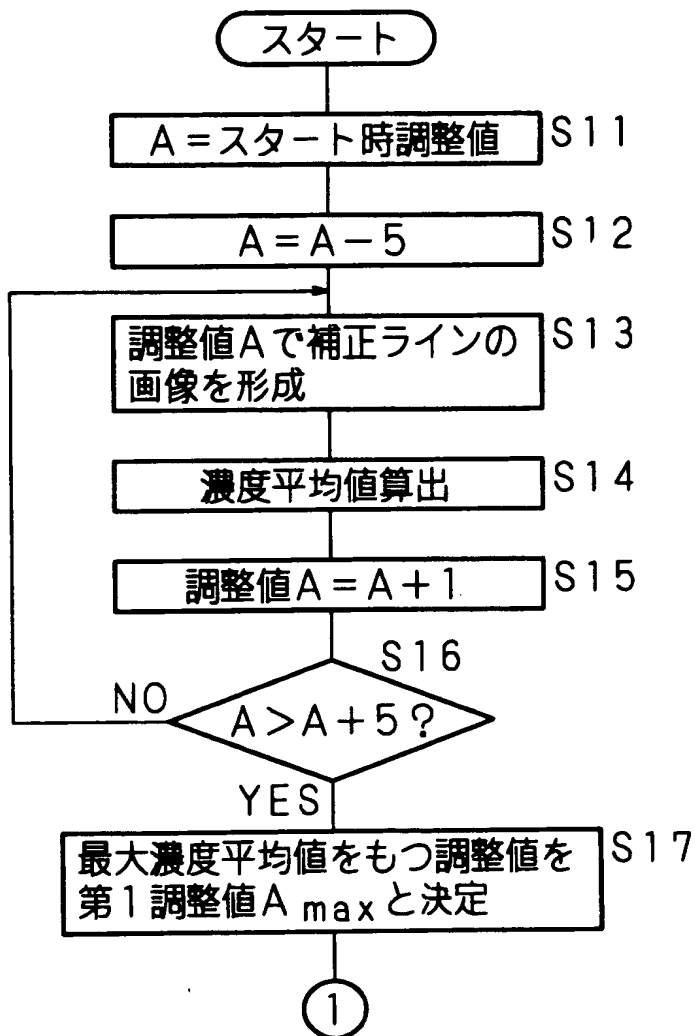 スタート
A=スタート時調整値 S11
A=A-5 S12
調整値Aで補正ラインの S13
画像を形成
濃度平均値算出 S14
調整値A=A+1 S15
S16
NO
A>A+5?
YES
最大濃度平均値をもつ調整値を S17
第1調整値A maxと決定
1